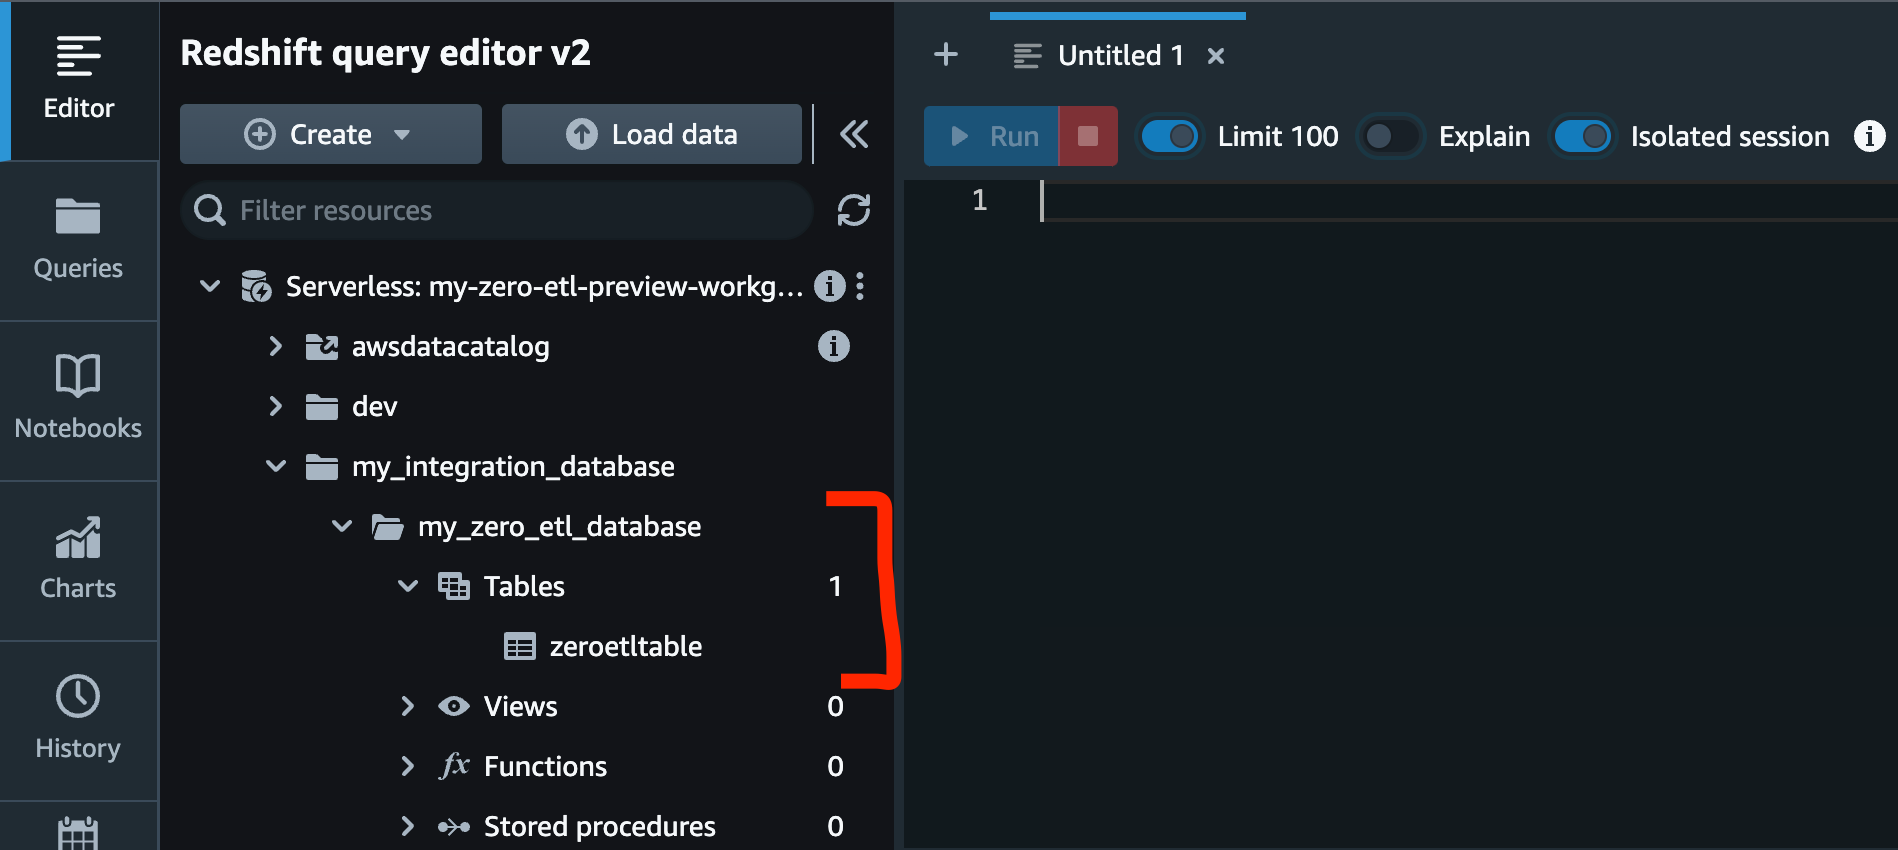 Editor
Queries
Notebooks
Charts
History
Redshift query editor v2
Create
Load data
Filter resources
Serverless: my-zero-etl-preview-workg...
awsdatacatalog
dev
my_integration_database
my_zero_etl_database
Tables 1
zeroetltable
Views 0
fx Functions 0
Stored procedures 0
Untitled 1
Run
Limit 100
Explain
Isolated session
1